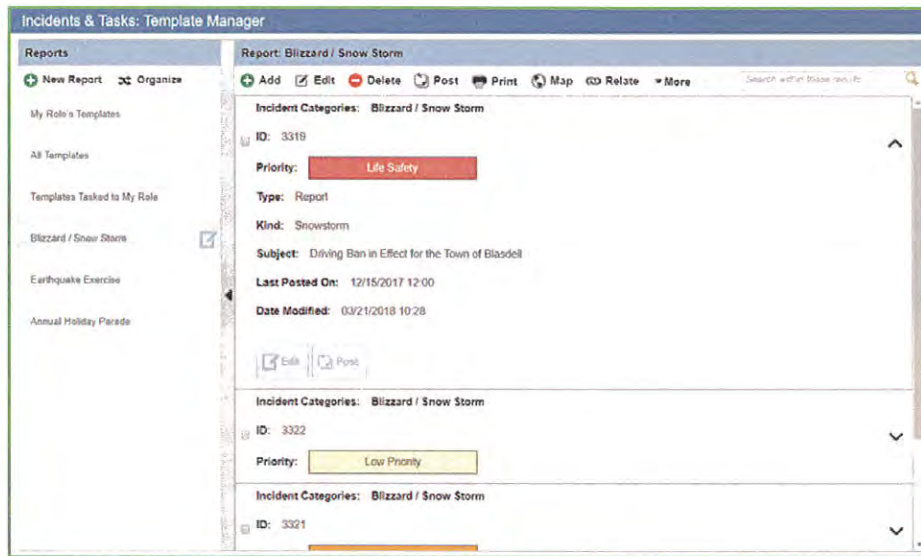 Incidents & Tasks: Template Manager
Reports
New Report Organize
My Role's Templates
All Templates
Templates Tasked to My Role
Blizzard / Snow Storm
Earthquake Exercise
Annual Holiday Parade
Report: Blizzard / Snow Storm
Add Edit Delete Post Print Map Relate More Search within these results
Incident Categories: Blizzard / Snow Storm
ID: 3319
Priority: Life Safety
Type: Report
Kind: Snowstorm
Subject: Driving Ban in Effect for the Town of Blasdell
Last Posted On: 12/15/2017 12:00
Date Modified: 03/21/2018 10:28
Edit Post
Incident Categories: Blizzard / Snow Storm
ID: 3322
Priority: Low Priority
Incident Categories: Blizzard / Snow Storm
ID: 3321